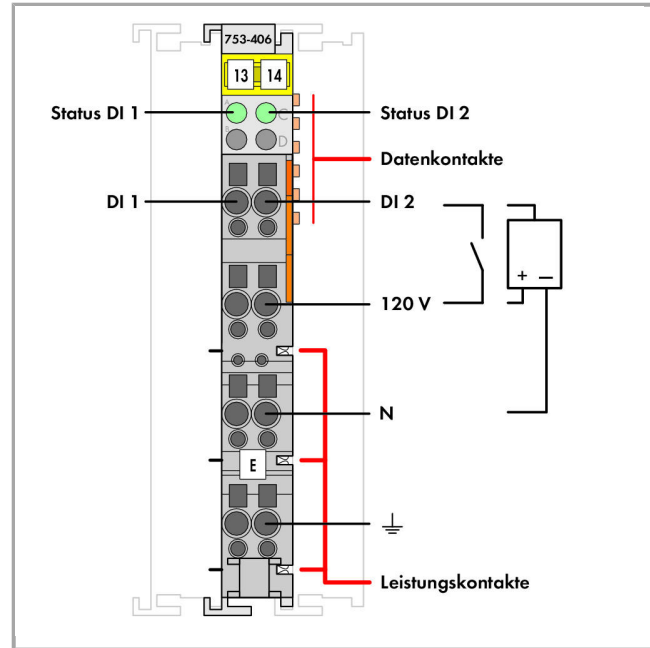 753-406
13 14
Status DI 1
A
C
Status DI 2
B
D
Datenkontakte
DI 1
DI 2
+ −
120 V
N
E
Leistungskontakte